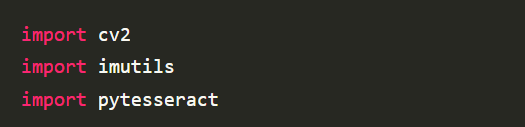 import cv2
import imutils
import pytesseract